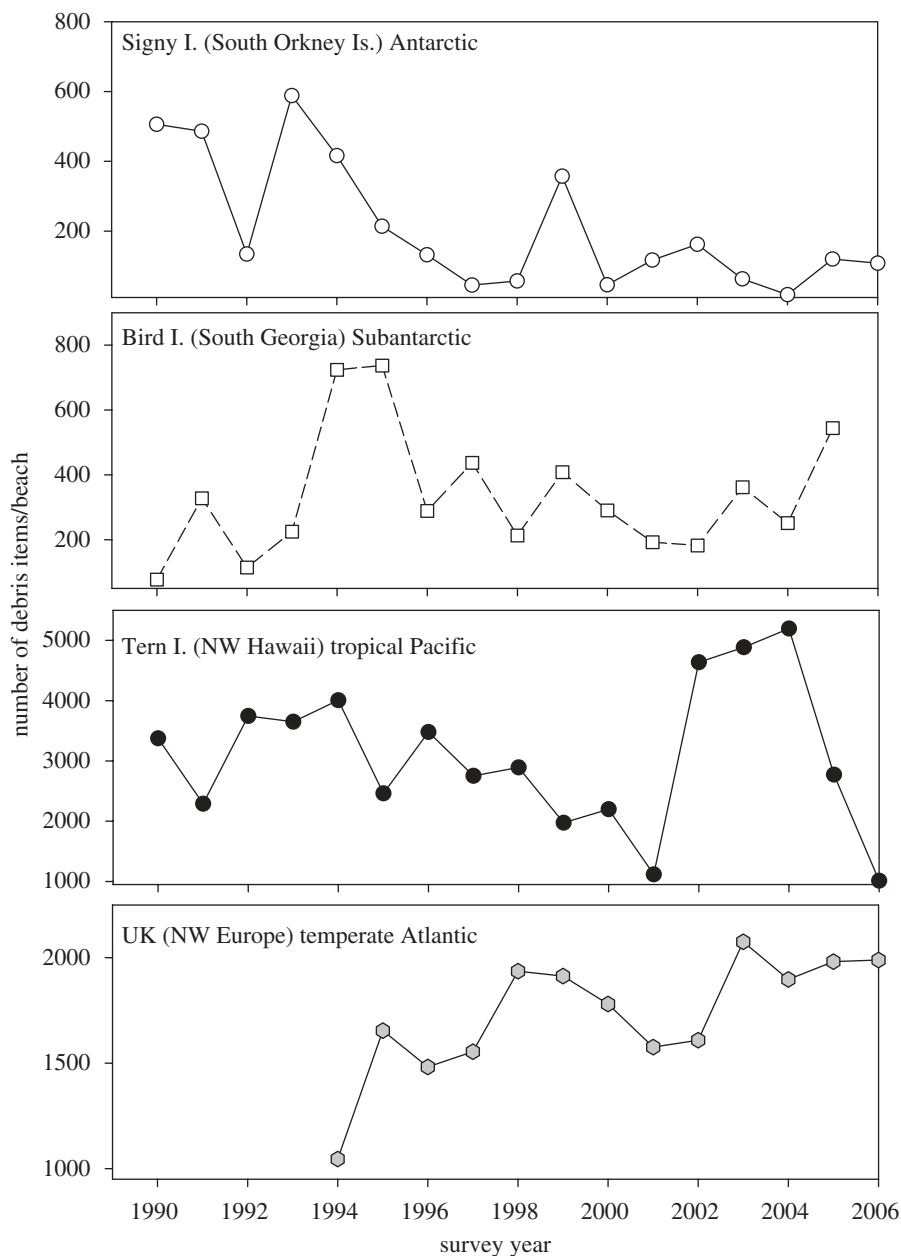 number of debris items/beach
Signy I. (South Orkney Is.) Antarctic
800
600
400
200
Bird I. (South Georgia) Subantarctic
800
600
400
200
Tern I. (NW Hawaii) tropical Pacific
5000
4000
3000
2000
1000
UK (NW Europe) temperate Atlantic
2000
1500
1000
1990 1992 1994 1996 1998 2000 2002 2004 2006
survey year